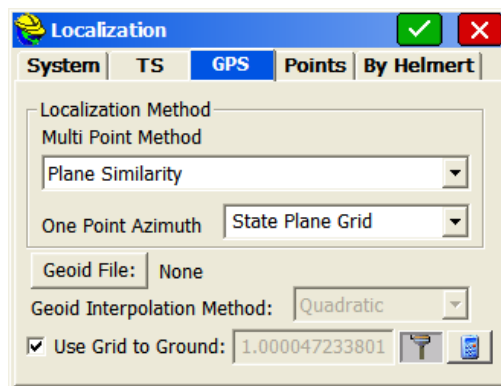 Localization
System TS GPS Points By Helmert
Localization Method
Multi Point Method
Plane Similarity
One Point Azimuth State Plane Grid
Geoid File: None
Geoid Interpolation Method: Quadratic
Use Grid to Ground: 1.000047233801